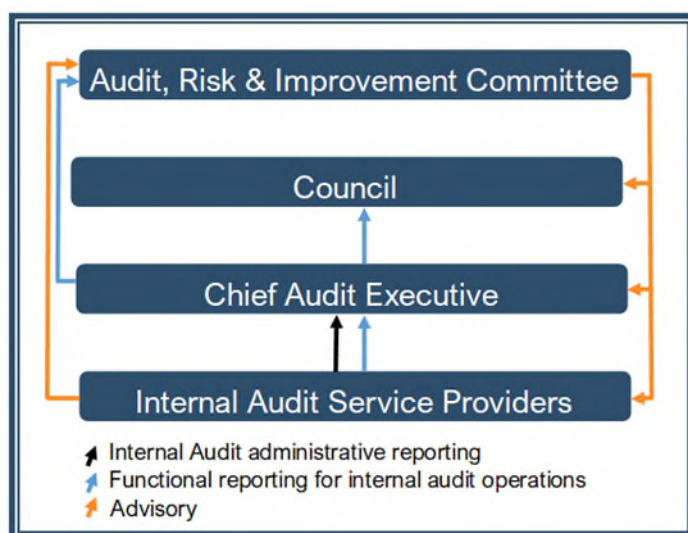 Audit, Risk & Improvement Committee
Council
Chief Audit Executive
Internal Audit Service Providers
Internal Audit administrative reporting
Functional reporting for internal audit operations
Advisory